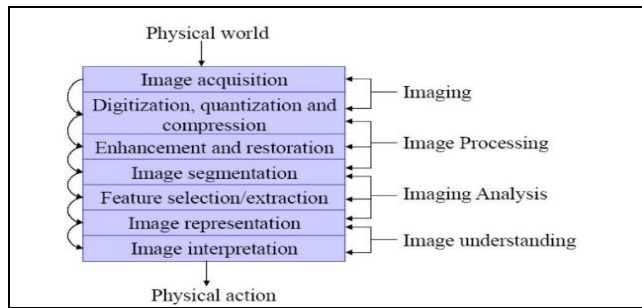 Physical world
Image acquisition
Digitization, quantization and
compression
Enhancement and restoration
Image segmentation
Feature selection/extraction
Image representation
Image interpretation
Physical action
Imaging
Image Processing
Imaging Analysis
Image understanding